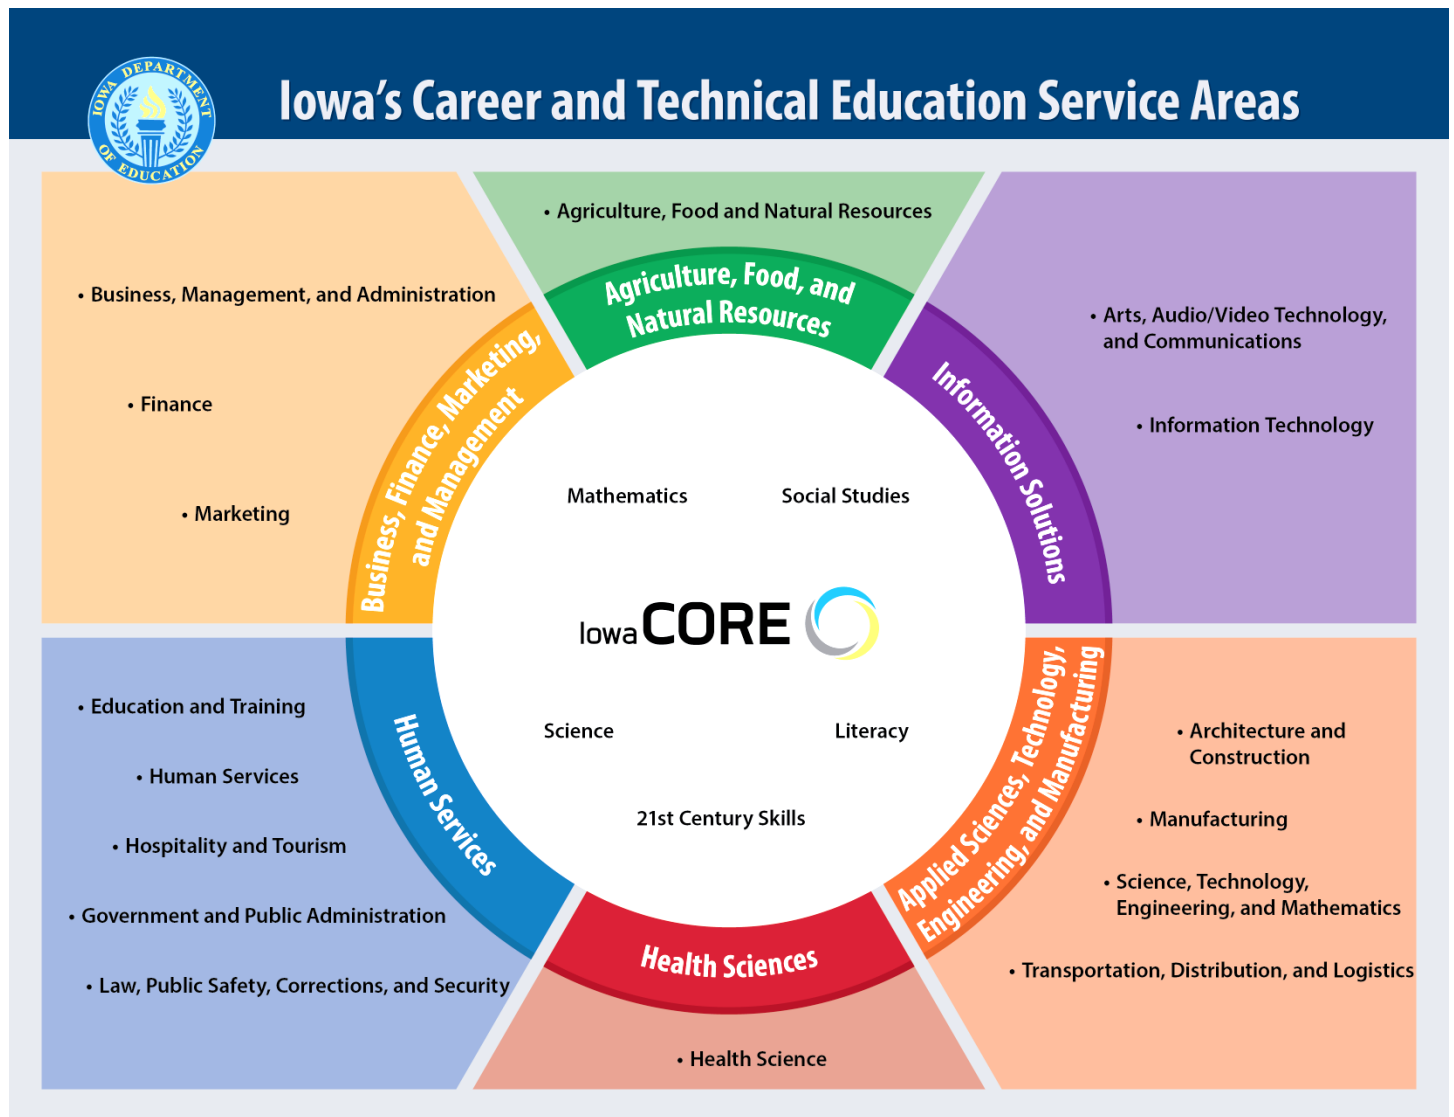 IOWA DEPARTMENT
OF EDUCATION
Iowa's Career and Technical Education Service Areas
• Agriculture, Food and Natural Resources
Agriculture, Food, and
Natural Resources
• Business, Management, and Administration
• Finance
• Marketing
Business, Finance, Marketing,
and Management
• Arts, Audio/Video Technology,
and Communications
• Information Technology
Information Solutions
Mathematics
Social Studies
Iowa CORE
Science
Literacy
21st Century Skills
• Education and Training
• Human Services
• Hospitality and Tourism
• Government and Public Administration
• Law, Public Safety, Corrections, and Security
Human Services
Applied Sciences, Technology,
Engineering, and Manufacturing
• Architecture and
Construction
• Manufacturing
• Science, Technology,
Engineering, and Mathematics
• Transportation, Distribution, and Logistics
Health Sciences
• Health Science